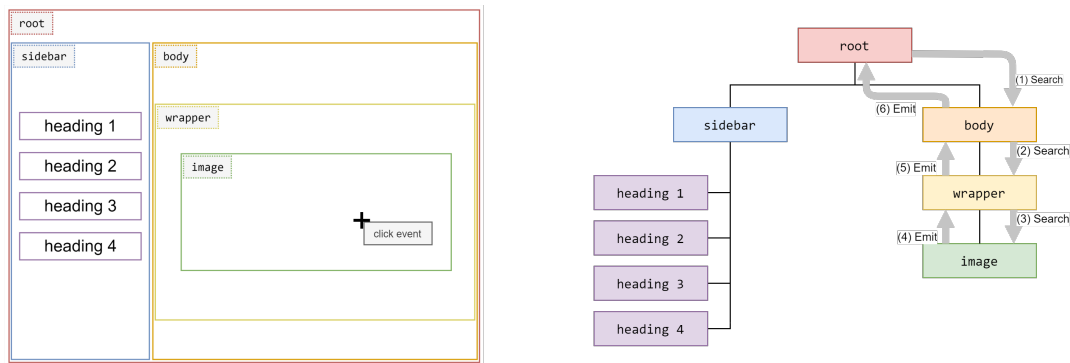 root
sidebar
body
heading 1
heading 2
heading 3
heading 4
wrapper
image
click event
root
(1) Search
(6) Emit
sidebar
body
(2) Search
(5) Emit
heading 1
wrapper
(3) Search
heading 2
(4) Emit
image
heading 3
heading 4